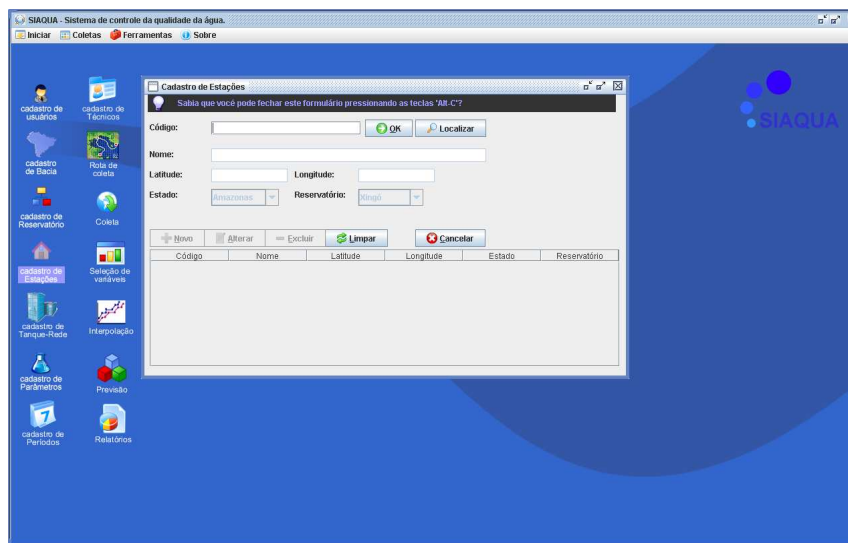 SIAQUA - Sistema de controle da qualidade da água.
Iniciar Coletas Ferramentas Sobre
SIAQUA
cadastro de usuários
cadastro de Técnicos
cadastro de Bacia
Rota de coleta
cadastro de Reservatório
Coleta
cadastro de Estações
Seleção de variáveis
cadastro de Tanque-Rede
Interpolação
cadastro de Parâmetros
Previsão
cadastro de Períodos
Relatórios
Cadastro de Estações
Sabia que você pode fechar este formulário pressionando as teclas 'Alt-C'?
Código: OK Localizar
Nome:
Latitude: Longitude:
Estado: Amazonas Reservatório: Xingó
Novo Alterar Excluir Limpar Cancelar
Código Nome Latitude Longitude Estado Reservatório